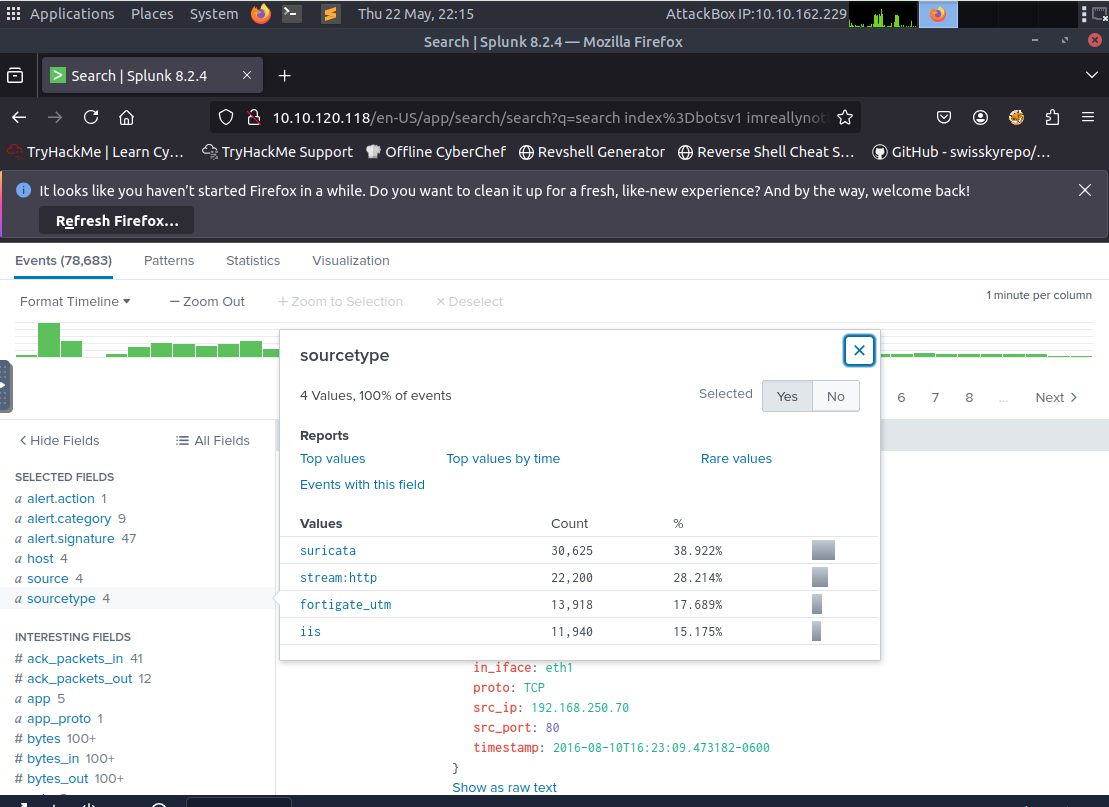 Applications Places System Thu 22 May, 22:15 AttackBox IP:10.10.162.229
Search | Splunk 8.2.4 — Mozilla Firefox
Search | Splunk 8.2.4
10.10.120.118/en-US/app/search/search?q=search index%3Dbotsv1 imreallynot
TryHackMe | Learn Cy… TryHackMe Support Offline CyberChef Revshell Generator Reverse Shell Cheat S… GitHub - swisskyrepo/…
It looks like you haven't started Firefox in a while. Do you want to clean it up for a fresh, like-new experience? And by the way, welcome back!
Refresh Firefox…
Events (78,683) Patterns Statistics Visualization
Format Timeline — Zoom Out + Zoom to Selection × Deselect 1 minute per column
sourcetype
4 Values, 100% of events Selected Yes No
6 7 8 ... Next >
< Hide Fields All Fields
Reports
Top values Top values by time Rare values
Events with this field
Values Count %
suricata 30,625 38.922%
stream:http 22,200 28.214%
fortigate_utm 13,918 17.689%
iis 11,940 15.175%
SELECTED FIELDS
a alert.action 1
a alert.category 9
a alert.signature 47
a host 4
a source 4
a sourcetype 4
INTERESTING FIELDS
# ack_packets_in 41
# ack_packets_out 12
a app 5
a app_proto 1
# bytes 100+
# bytes_in 100+
# bytes_out 100+
in_iface: eth1
proto: TCP
src_ip: 192.168.250.70
src_port: 80
timestamp: 2016-08-10T16:23:09.473182-0600
}
Show as raw text